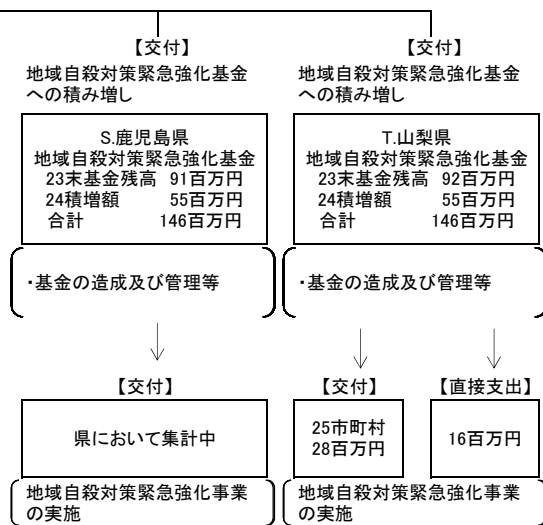 【交付】
地域自殺対策緊急強化基金
への積み増し
S.鹿児島県
地域自殺対策緊急強化基金
23末基金残高 91百万円
24積増額 55百万円
合計 146百万円
・基金の造成及び管理等
【交付】
県において集計中
地域自殺対策緊急強化事業
の実施
【交付】
地域自殺対策緊急強化基金
への積み増し
T.山梨県
地域自殺対策緊急強化基金
23末基金残高 92百万円
24積増額 55百万円
合計 146百万円
・基金の造成及び管理等
【交付】
25市町村
28百万円
【直接支出】
16百万円
地域自殺対策緊急強化事業
の実施